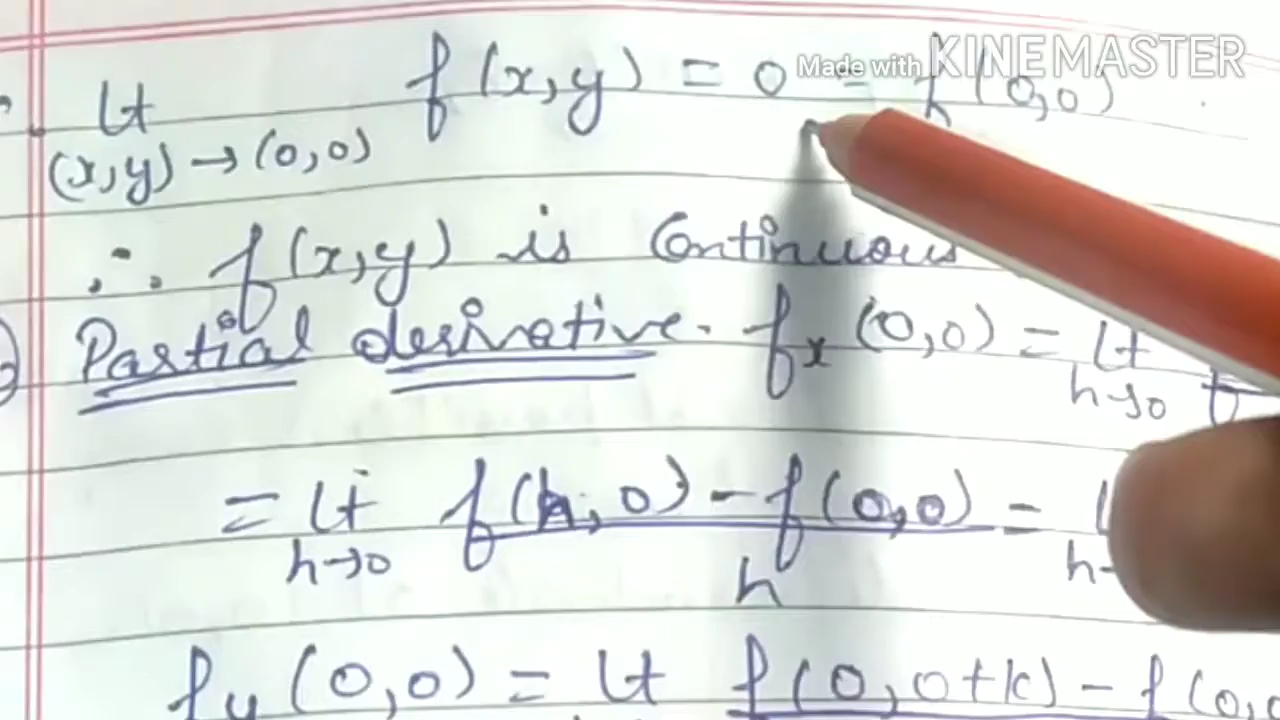 Lt f(x,y) = 0 = f(0,0)
Made with KINEMASTER
(x,y) → (0,0)
∴ f(x,y) is Continuous
Partial derivative. fx (0,0) = Lt
h→0
= Lt f(h, 0) - f(0,0) =
h→0 h h→
fy (0,0) = Lt f(0, 0+k) - f(0,0